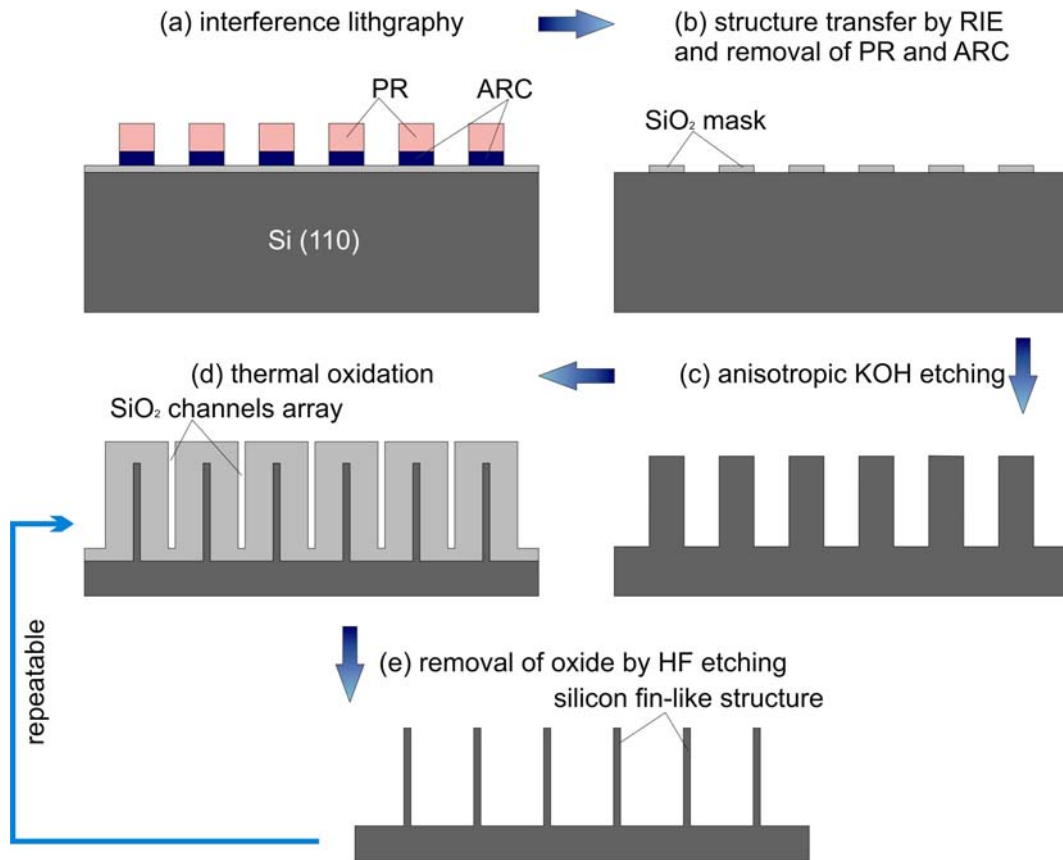 (a) interference lithgraphy
PR
ARC
Si (110)
(b) structure transfer by RIE
and removal of PR and ARC
SiO₂ mask
(c) anisotropic KOH etching
(d) thermal oxidation
SiO₂ channels array
(e) removal of oxide by HF etching
silicon fin-like structure
repeatable